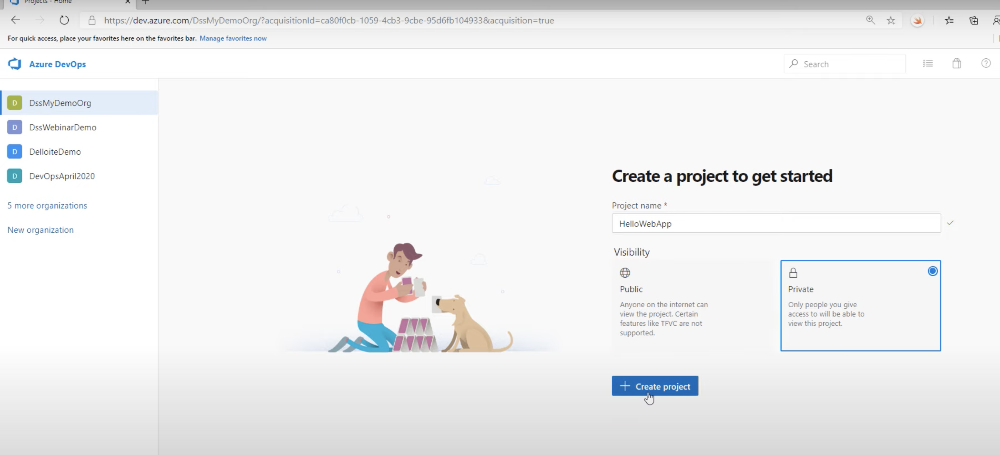 Projects - Home
https://dev.azure.com/DssMyDemoOrg/?acquisitionId=ca80f0cb-1059-4cb3-9cbe-95d6fb104933&acquisition=true
For quick access, place your favorites here on the favorites bar. Manage favorites now
Azure DevOps
Search
D DssMyDemoOrg
D DssWebinarDemo
D DelloiteDemo
D DevOpsApril2020
5 more organizations
New organization
Create a project to get started
Project name *
HelloWebApp
Visibility
Public
Anyone on the internet can
view the project. Certain
features like TFVC are not
supported.
Private
Only people you give
access to will be able to
view this project.
Create project